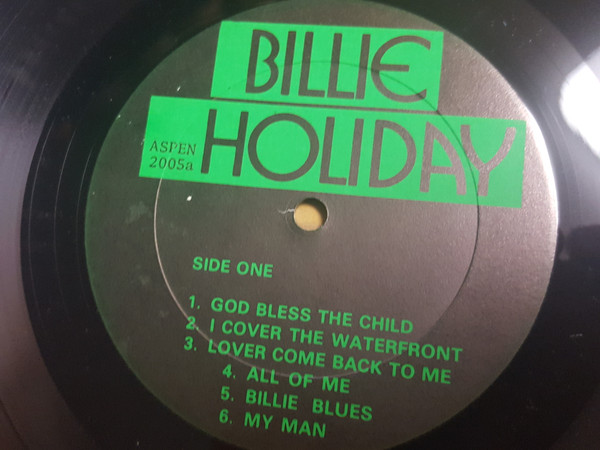 BILLIE
HOLIDAY
ASPEN
2005a
SIDE ONE
1. GOD BLESS THE CHILD
2. I COVER THE WATERFRONT
3. LOVER COME BACK TO ME
4. ALL OF ME
5. BILLIE BLUES
6. MY MAN